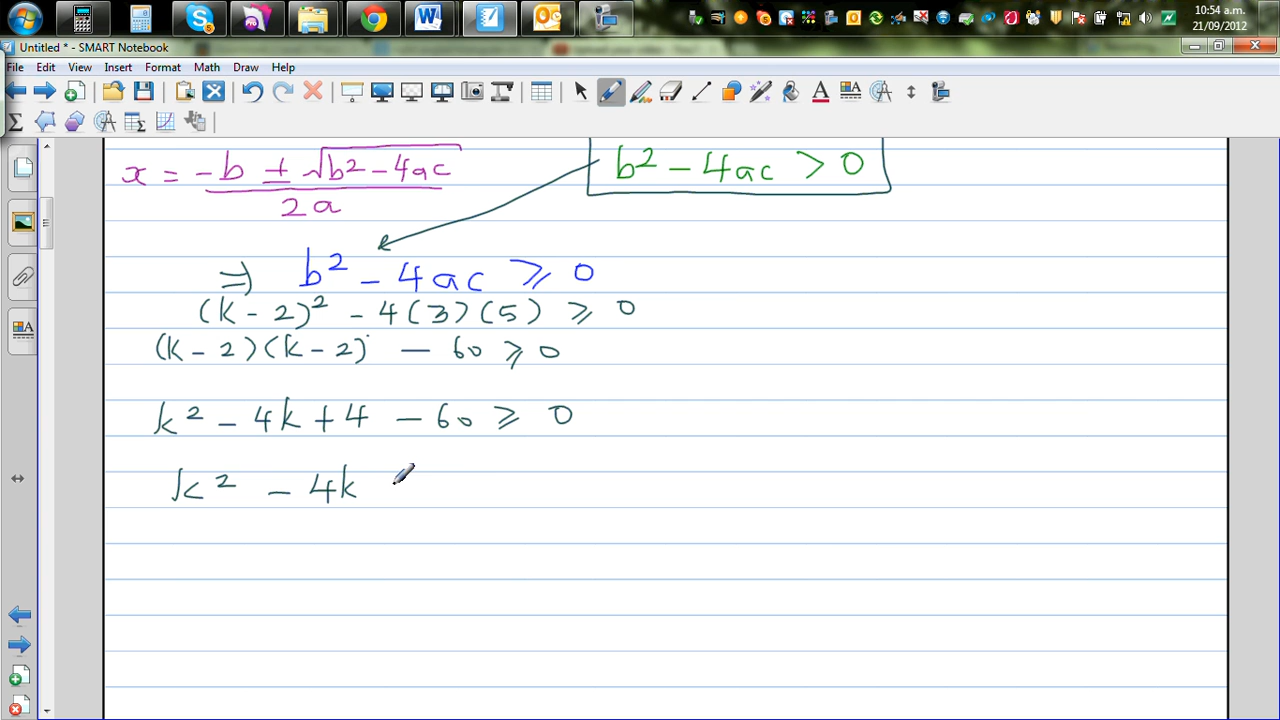 10:54 a.m.
21/09/2012
Untitled * - SMART Notebook
File Edit View Insert Format Math Draw Help
x = -b ± √b² - 4ac
2a
b² - 4ac > 0
⇒ b² - 4ac ⩾ 0
(k - 2)² - 4(3)(5) ⩾ 0
(k - 2)(k - 2) - 60 ⩾ 0
k² - 4k + 4 - 60 ⩾ 0
k² - 4k